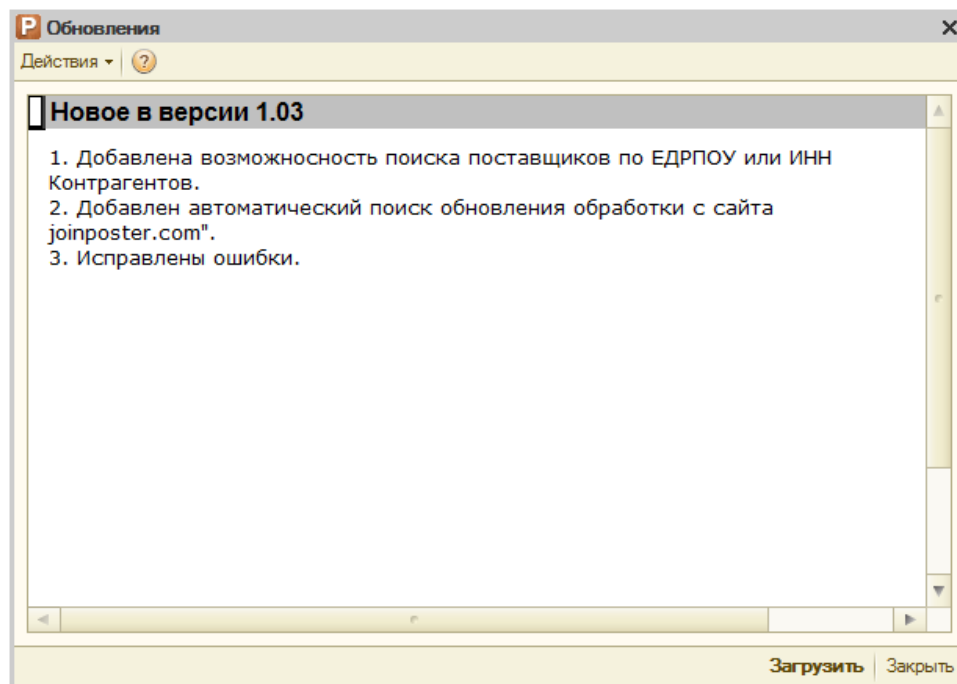 Обновления
Действия
Новое в версии 1.03
1. Добавлена возможносность поиска поставщиков по ЕДРПОУ или ИНН
Контрагентов.
2. Добавлен автоматический поиск обновления обработки с сайта
joinposter.com".
3. Исправлены ошибки.
Загрузить Закрыть